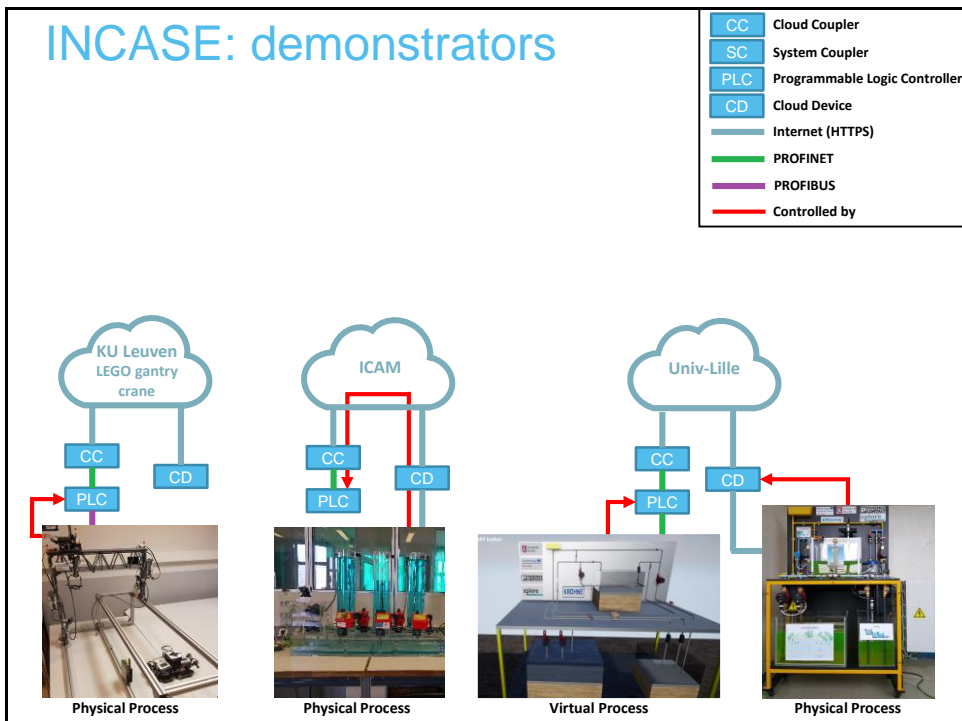 INCASE: demonstrators
CC Cloud Coupler
SC System Coupler
PLC Programmable Logic Controller
CD Cloud Device
Internet (HTTPS)
PROFINET
PROFIBUS
Controlled by
KU Leuven
LEGO gantry
crane
ICAM
Univ-Lille
CC
CD
PLC
CC
CD
PLC
CC
CD
PLC
KROHNE
Physical Process
Physical Process
Virtual Process
Physical Process